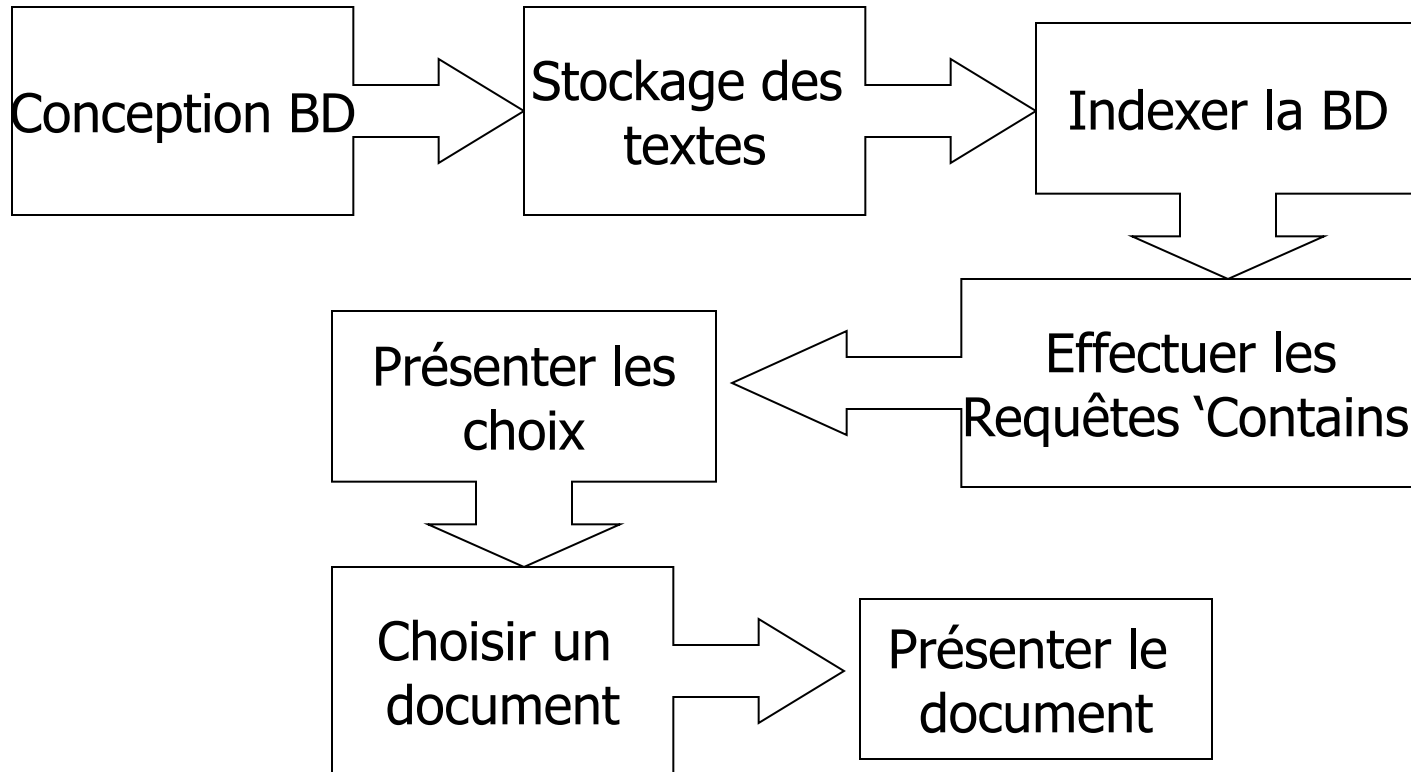 Conception BD
Stockage des
textes
Indexer la BD
Effectuer les
Requêtes ‘Contains
Présenter les
choix
Choisir un
document
Présenter le
document